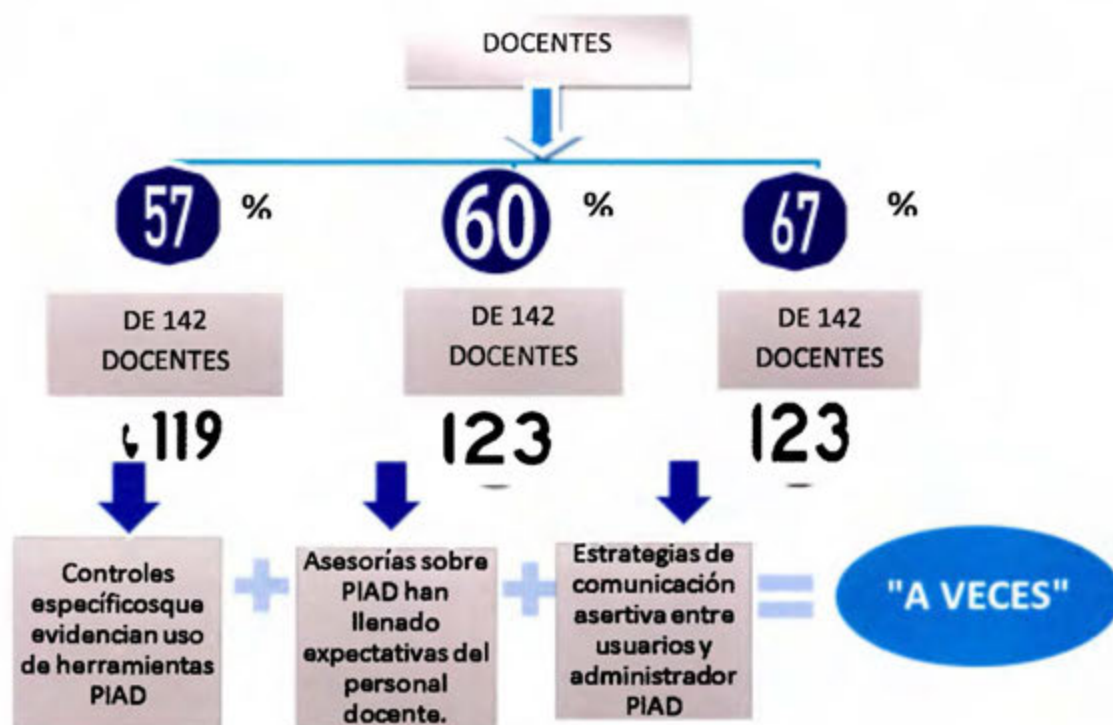 DOCENTES
57 %
60 %
67 %
DE 142
DOCENTES
DE 142
DOCENTES
DE 142
DOCENTES
119
123
123
Controles
específicosque
evidencian uso
de herramientas
PIAD
+
Asesorías sobre
PIAD han
llenado
expectativas del
personal
docente.
+
Estrategias de
comunicación
asertiva entre
usuarios y
administrador
PIAD
=
"A VECES"